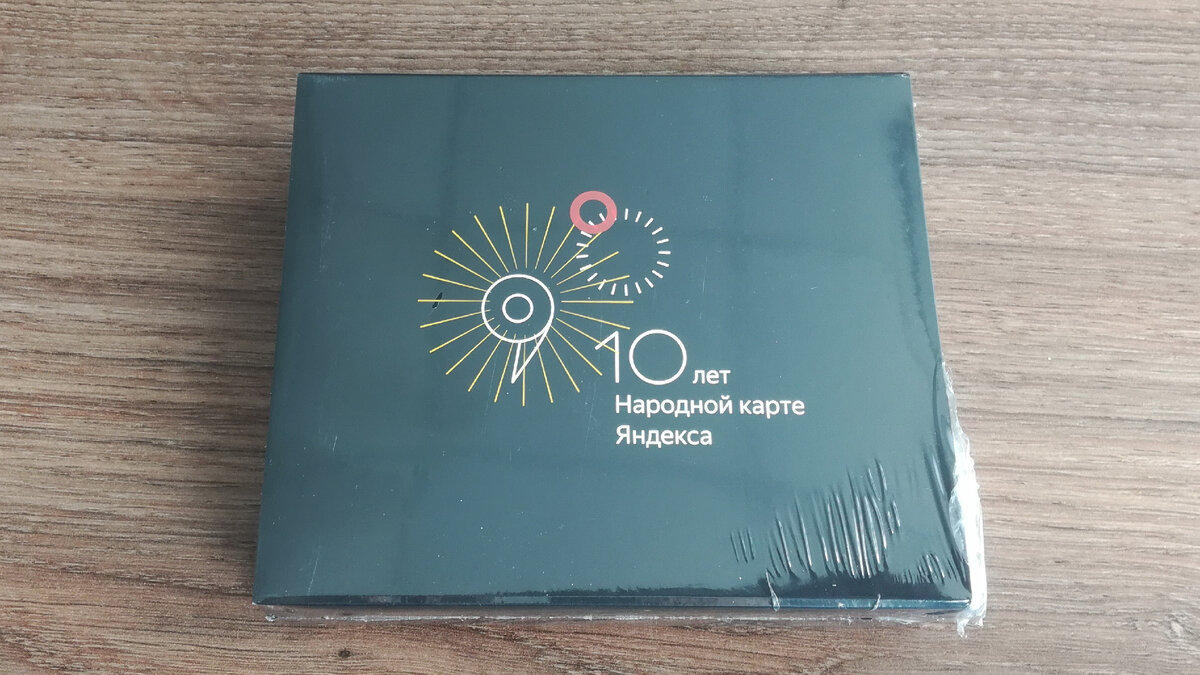 10 лет
Народной карте
Яндекса